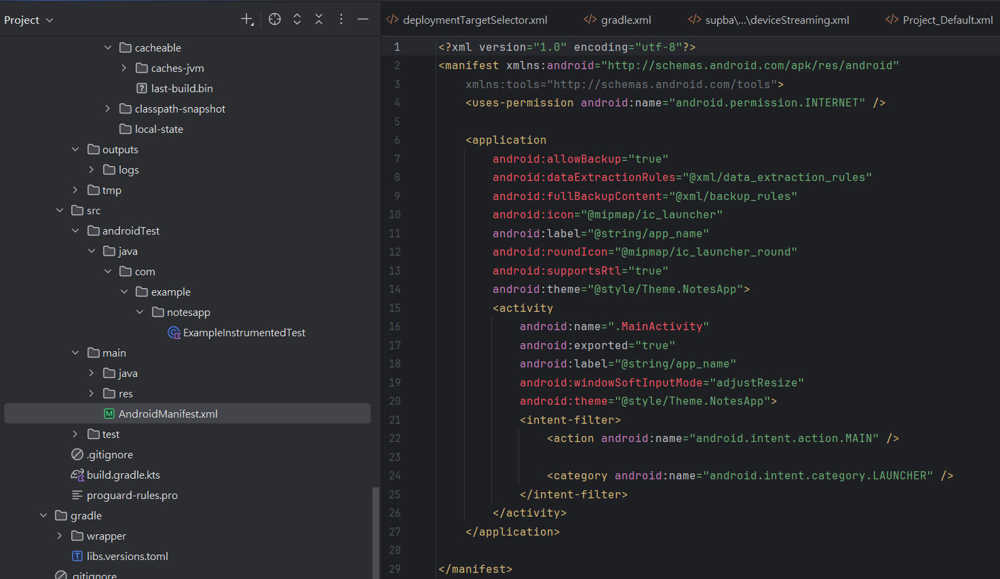 Project
cacheable
caches-jvm
last-build.bin
classpath-snapshot
local-state
outputs
logs
tmp
src
androidTest
java
com
example
notesapp
ExampleInstrumentedTest
main
java
res
AndroidManifest.xml
test
.gitignore
build.gradle.kts
proguard-rules.pro
gradle
wrapper
libs.versions.toml
.gitignore
deploymentTargetSelector.xml gradle.xml supba\...\deviceStreaming.xml Project_Default.xml
1 <?xml version="1.0" encoding="utf-8"?>
2 <manifest xmlns:android="http://schemas.android.com/apk/res/android"
3 xmlns:tools="http://schemas.android.com/tools">
4 <uses-permission android:name="android.permission.INTERNET" />
5
6 <application
7 android:allowBackup="true"
8 android:dataExtractionRules="@xml/data_extraction_rules"
9 android:fullBackupContent="@xml/backup_rules"
10 android:icon="@mipmap/ic_launcher"
11 android:label="@string/app_name"
12 android:roundIcon="@mipmap/ic_launcher_round"
13 android:supportsRtl="true"
14 android:theme="@style/Theme.NotesApp">
15 <activity
16 android:name=".MainActivity"
17 android:exported="true"
18 android:label="@string/app_name"
19 android:windowSoftInputMode="adjustResize"
20 android:theme="@style/Theme.NotesApp">
21 <intent-filter>
22 <action android:name="android.intent.action.MAIN" />
23
24 <category android:name="android.intent.category.LAUNCHER" />
25 </intent-filter>
26 </activity>
27 </application>
28
29 </manifest>